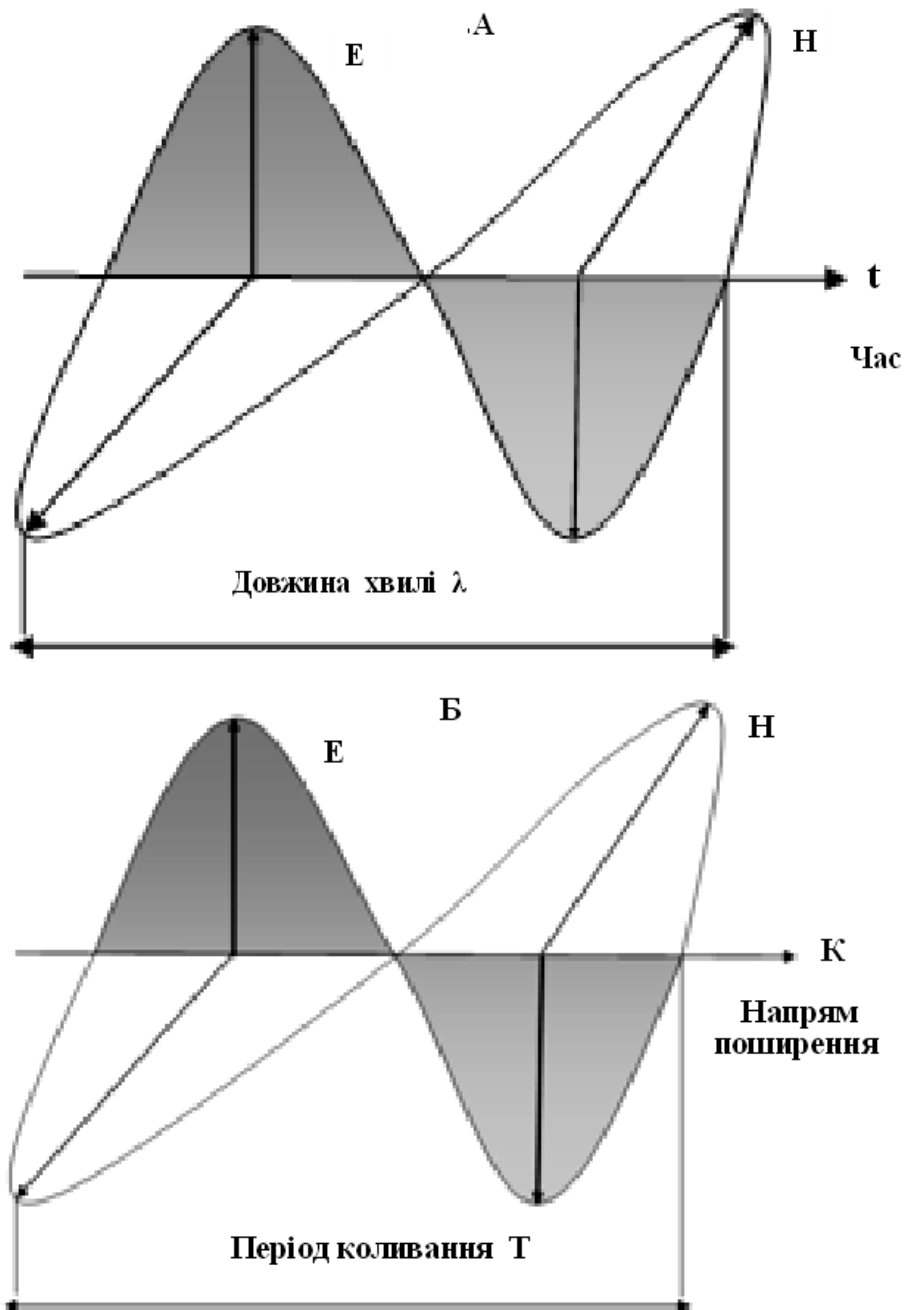 .А
Е
Н
t
Час
Довжина хвилі λ
Б
Е
Н
К
Напрям
поширення
Період коливання Т